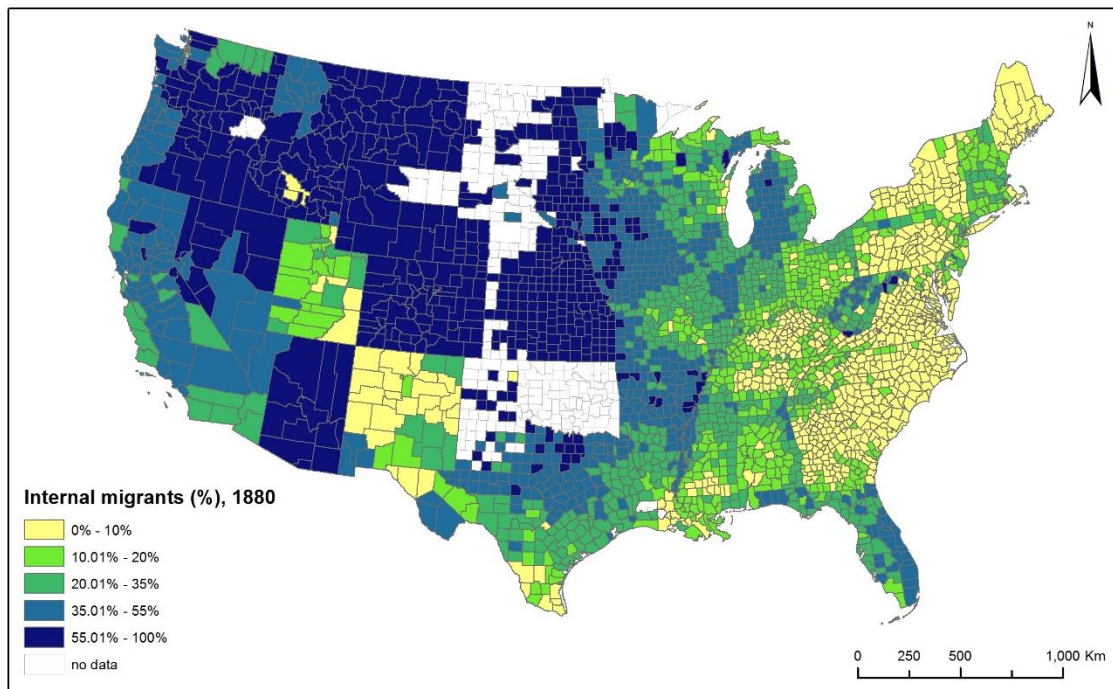 N
Internal migrants (%), 1880
0% - 10%
10.01% - 20%
20.01% - 35%
35.01% - 55%
55.01% - 100%
no data
0 250 500 1,000 Km